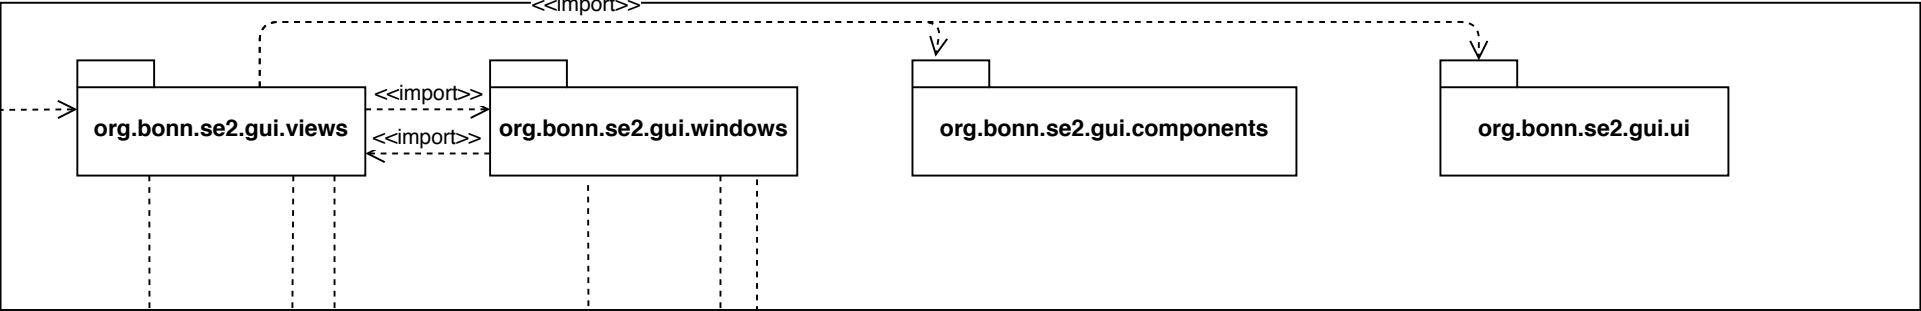 <<import>>
<<import>>
org.bonn.se2.gui.views
org.bonn.se2.gui.windows
org.bonn.se2.gui.components
org.bonn.se2.gui.ui
<<import>>